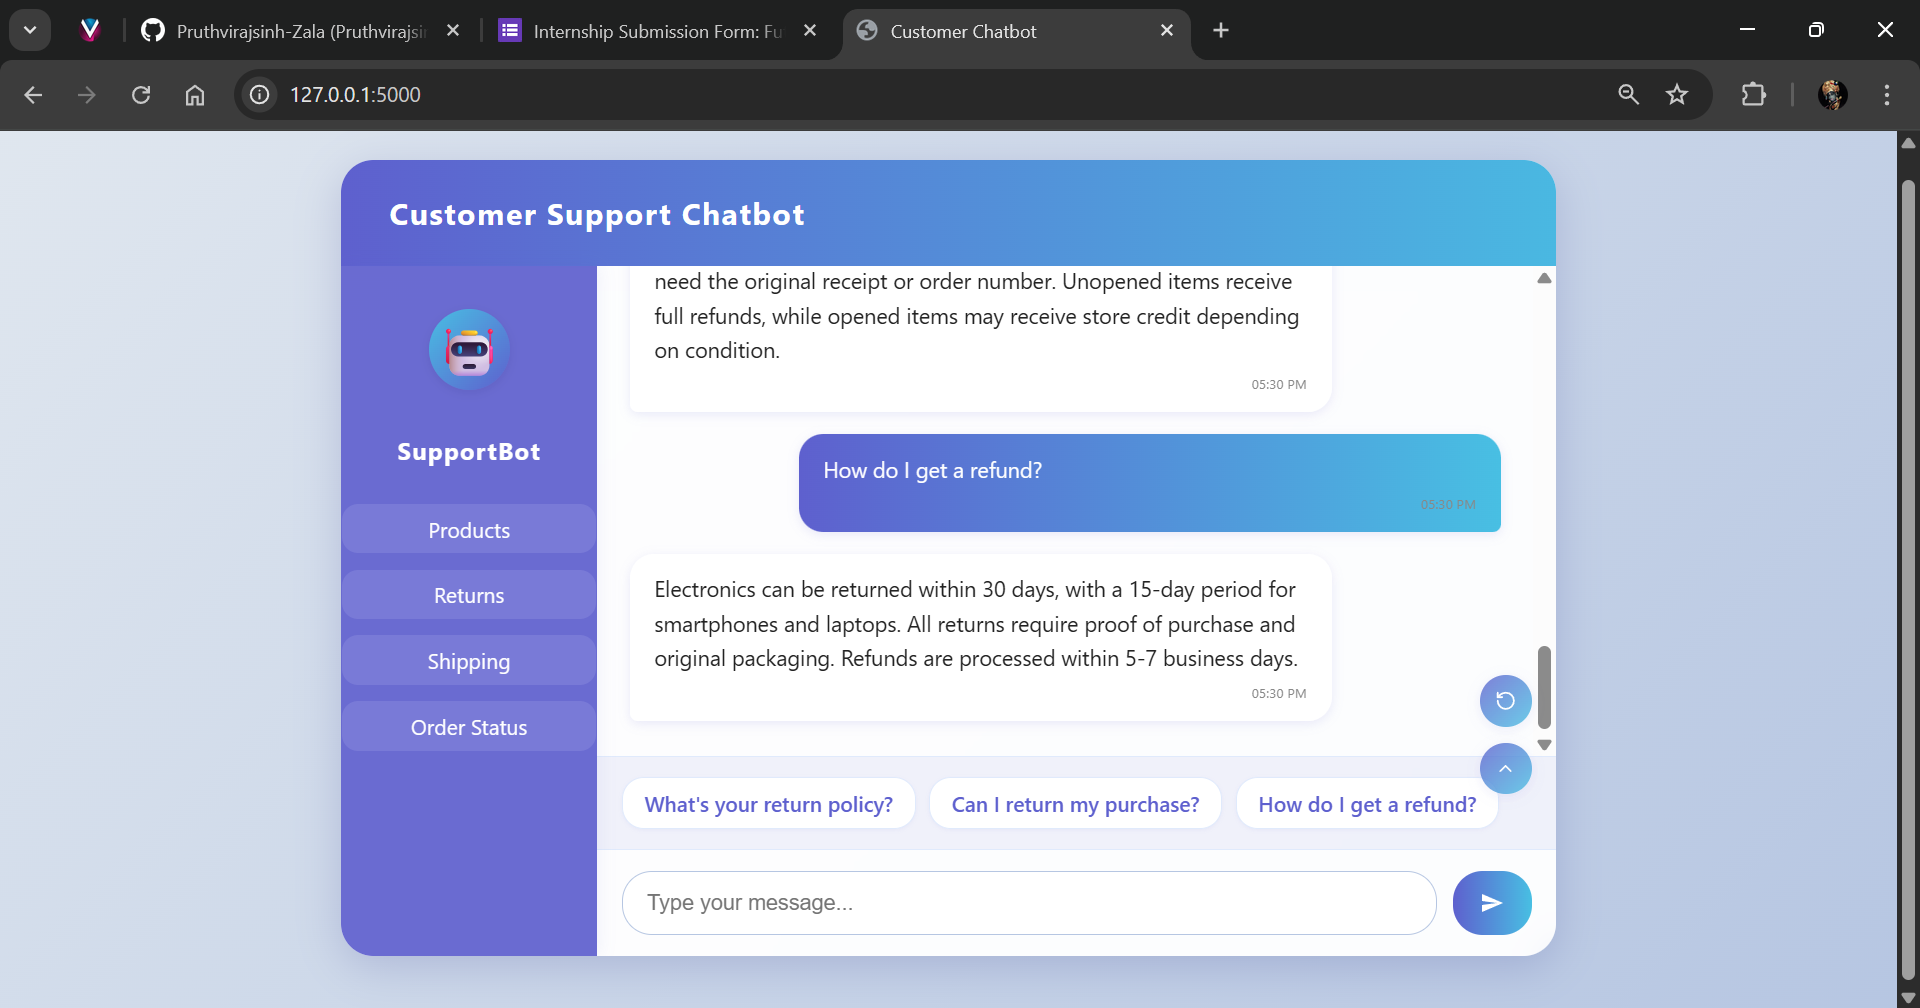 Pruthvirajsinh-Zala (Pruthvirajsin
Internship Submission Form: Fu
Customer Chatbot
127.0.0.1:5000
Customer Support Chatbot
SupportBot
Products
Returns
Shipping
Order Status
need the original receipt or order number. Unopened items receive
full refunds, while opened items may receive store credit depending
on condition.
05:30 PM
How do I get a refund?
05:30 PM
Electronics can be returned within 30 days, with a 15-day period for
smartphones and laptops. All returns require proof of purchase and
original packaging. Refunds are processed within 5-7 business days.
05:30 PM
What's your return policy?
Can I return my purchase?
How do I get a refund?
Type your message...